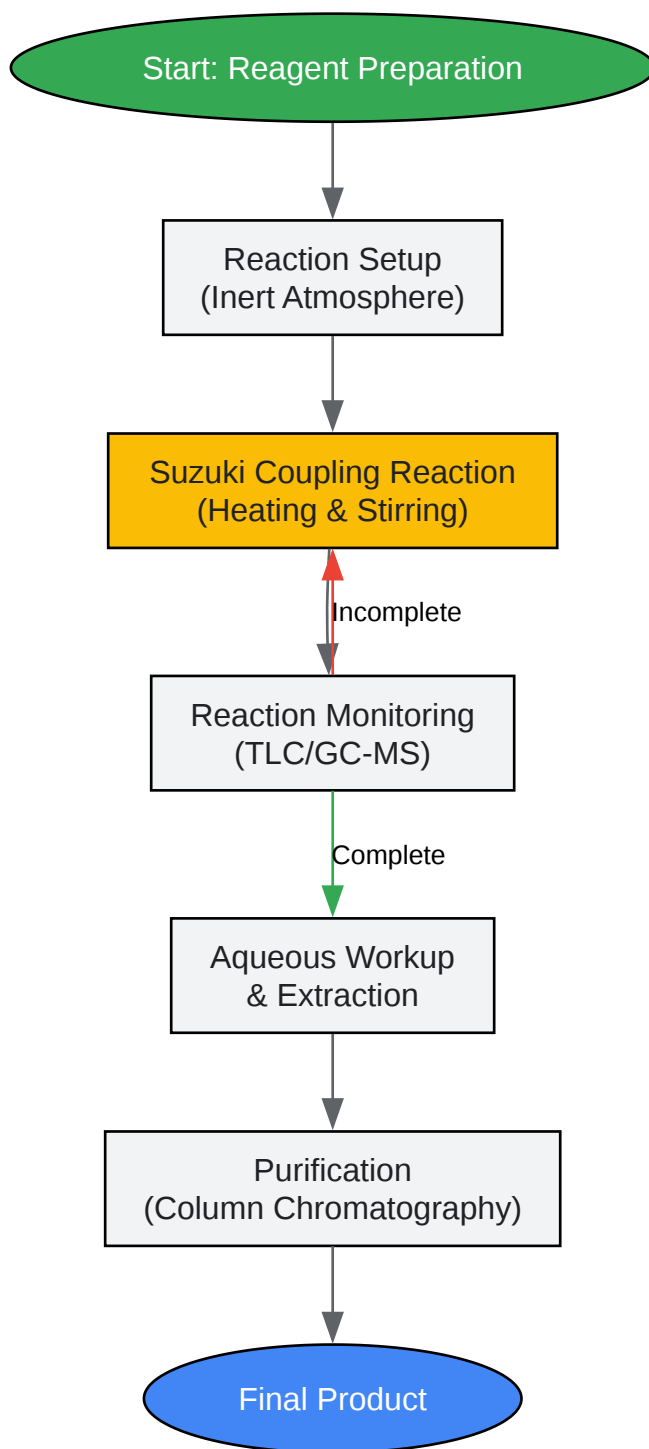 Start: Reagent Preparation
Reaction Setup
(Inert Atmosphere)
Suzuki Coupling Reaction
(Heating & Stirring)
Incomplete
Reaction Monitoring
(TLC/GC-MS)
Complete
Aqueous Workup
& Extraction
Purification
(Column Chromatography)
Final Product